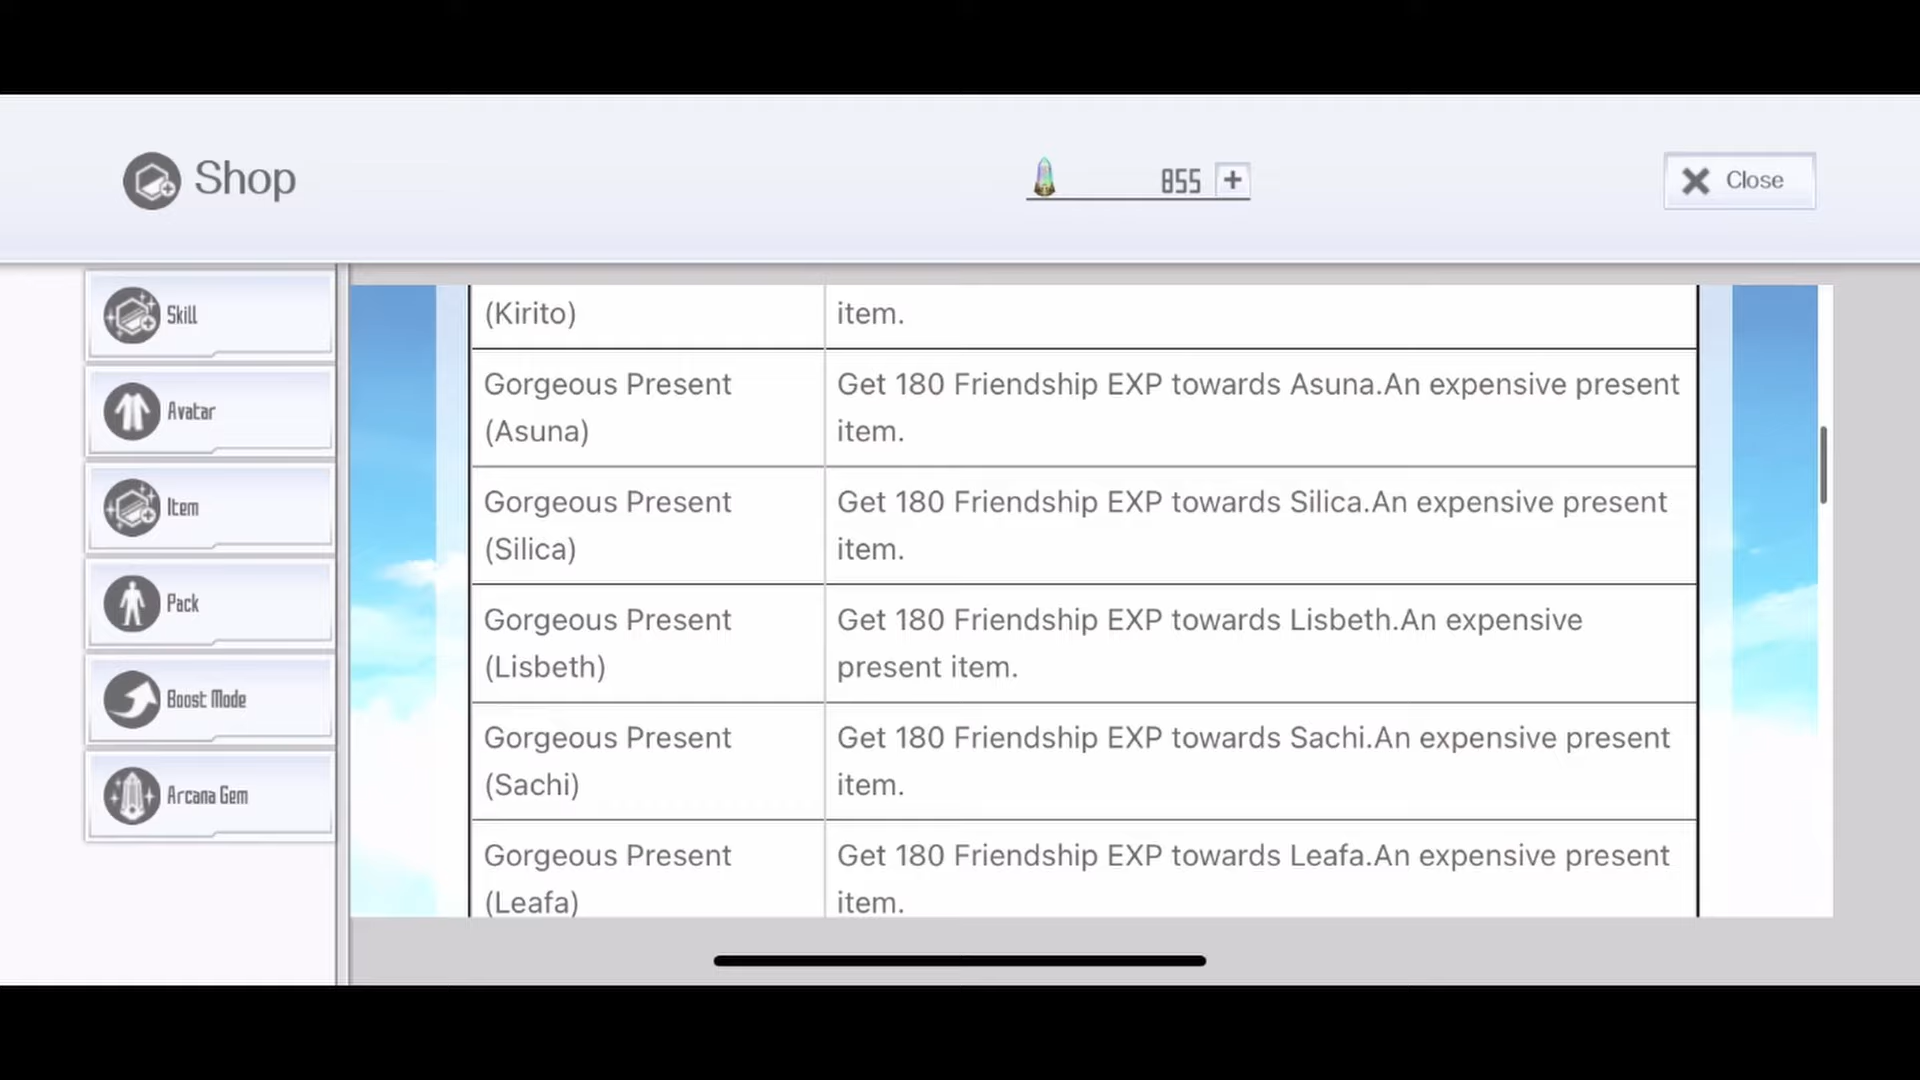 Shop
855
+
Close
Skill
Avatar
Item
Pack
Boost Mode
Arcana Gem
(Kirito)
item.
Gorgeous Present
(Asuna)
Get 180 Friendship EXP towards Asuna.An expensive present
item.
Gorgeous Present
(Silica)
Get 180 Friendship EXP towards Silica.An expensive present
item.
Gorgeous Present
(Lisbeth)
Get 180 Friendship EXP towards Lisbeth.An expensive
present item.
Gorgeous Present
(Sachi)
Get 180 Friendship EXP towards Sachi.An expensive present
item.
Gorgeous Present
(Leafa)
Get 180 Friendship EXP towards Leafa.An expensive present
item.